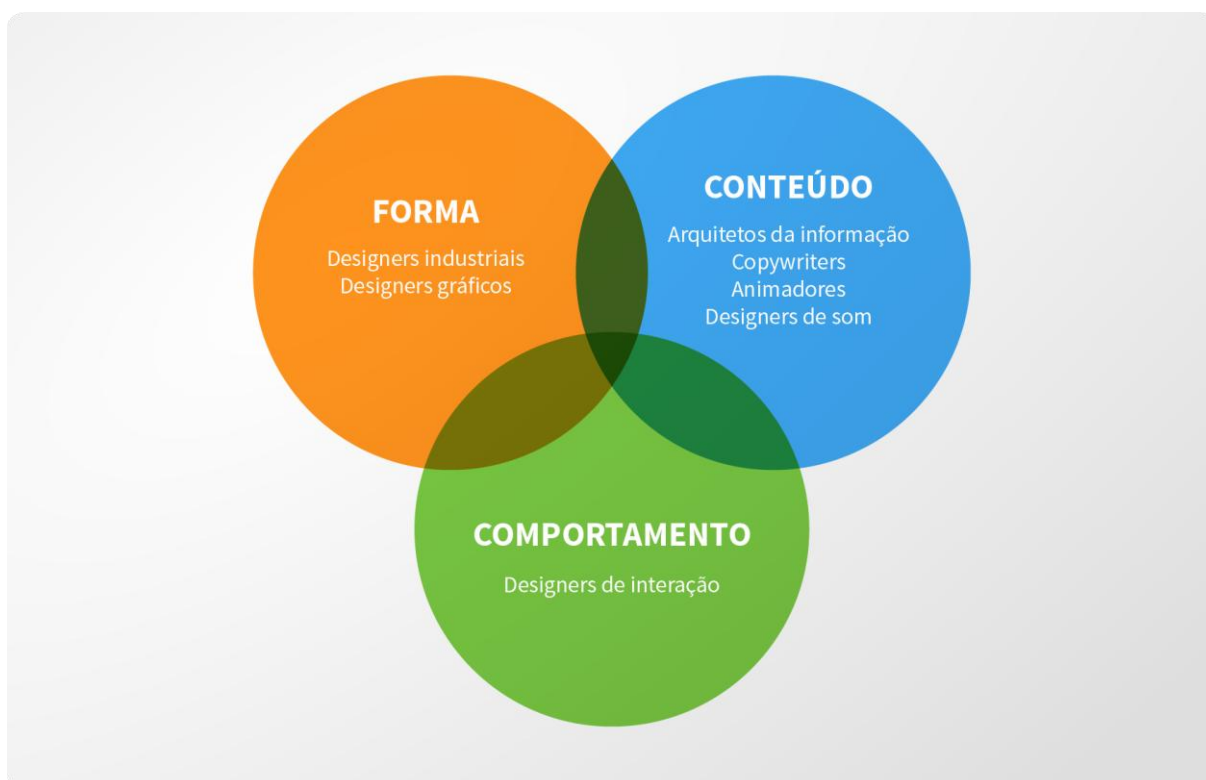 FORMA
Designers industriais
Designers gráficos
CONTEÚDO
Arquitetos da informação
Copywriters
Animadores
Designers de som
COMPORTAMENTO
Designers de interação